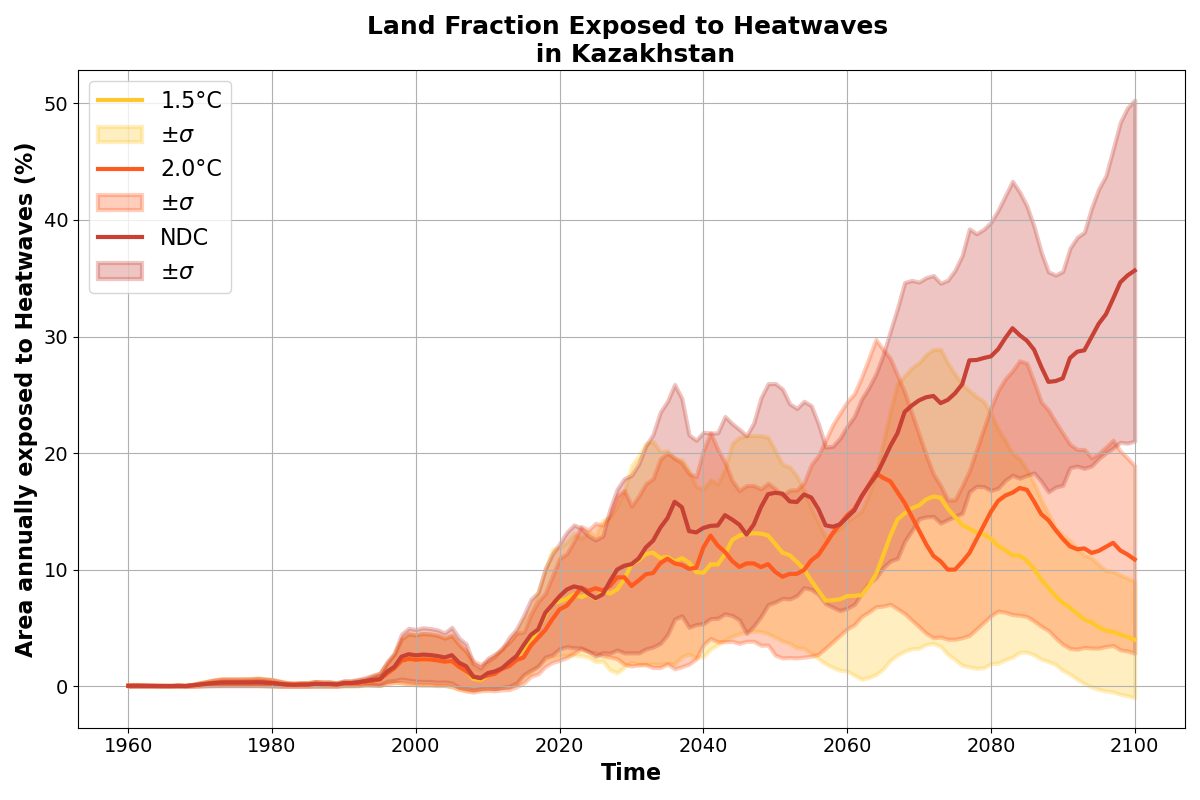 Land Fraction Exposed to Heatwaves
in Kazakhstan
Area annually exposed to Heatwaves (%)
50
40
30
20
10
0
1.5°C
±σ
2.0°C
±σ
NDC
±σ
1960 1980 2000 2020 2040 2060 2080 2100
Time